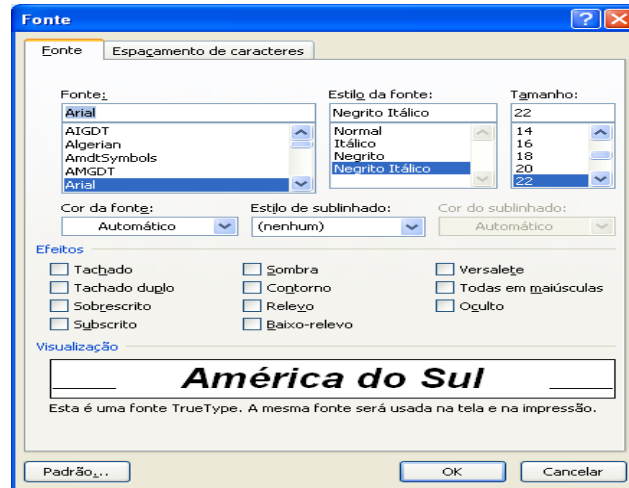 Fonte
Fonte Espaçamento de caracteres
Fonte: Estilo da fonte: Tamanho:
Arial Negrito Itálico 22
AIGDT Normal 14
Algerian Itálico 16
AmdtSymbols Negrito 18
AMGDT Negrito Itálico 20
Arial 22
Cor da fonte: Estilo de sublinhado: Cor do sublinhado:
Automático (nenhum) Automático
Efeitos
Tachado Sombra Versalete
Tachado duplo Contorno Todas em maiúsculas
Sobrescrito Relevo Oculto
Subscrito Baixo-relevo
Visualização
América do Sul
Esta é uma fonte TrueType. A mesma fonte será usada na tela e na impressão.
Padrão... OK Cancelar